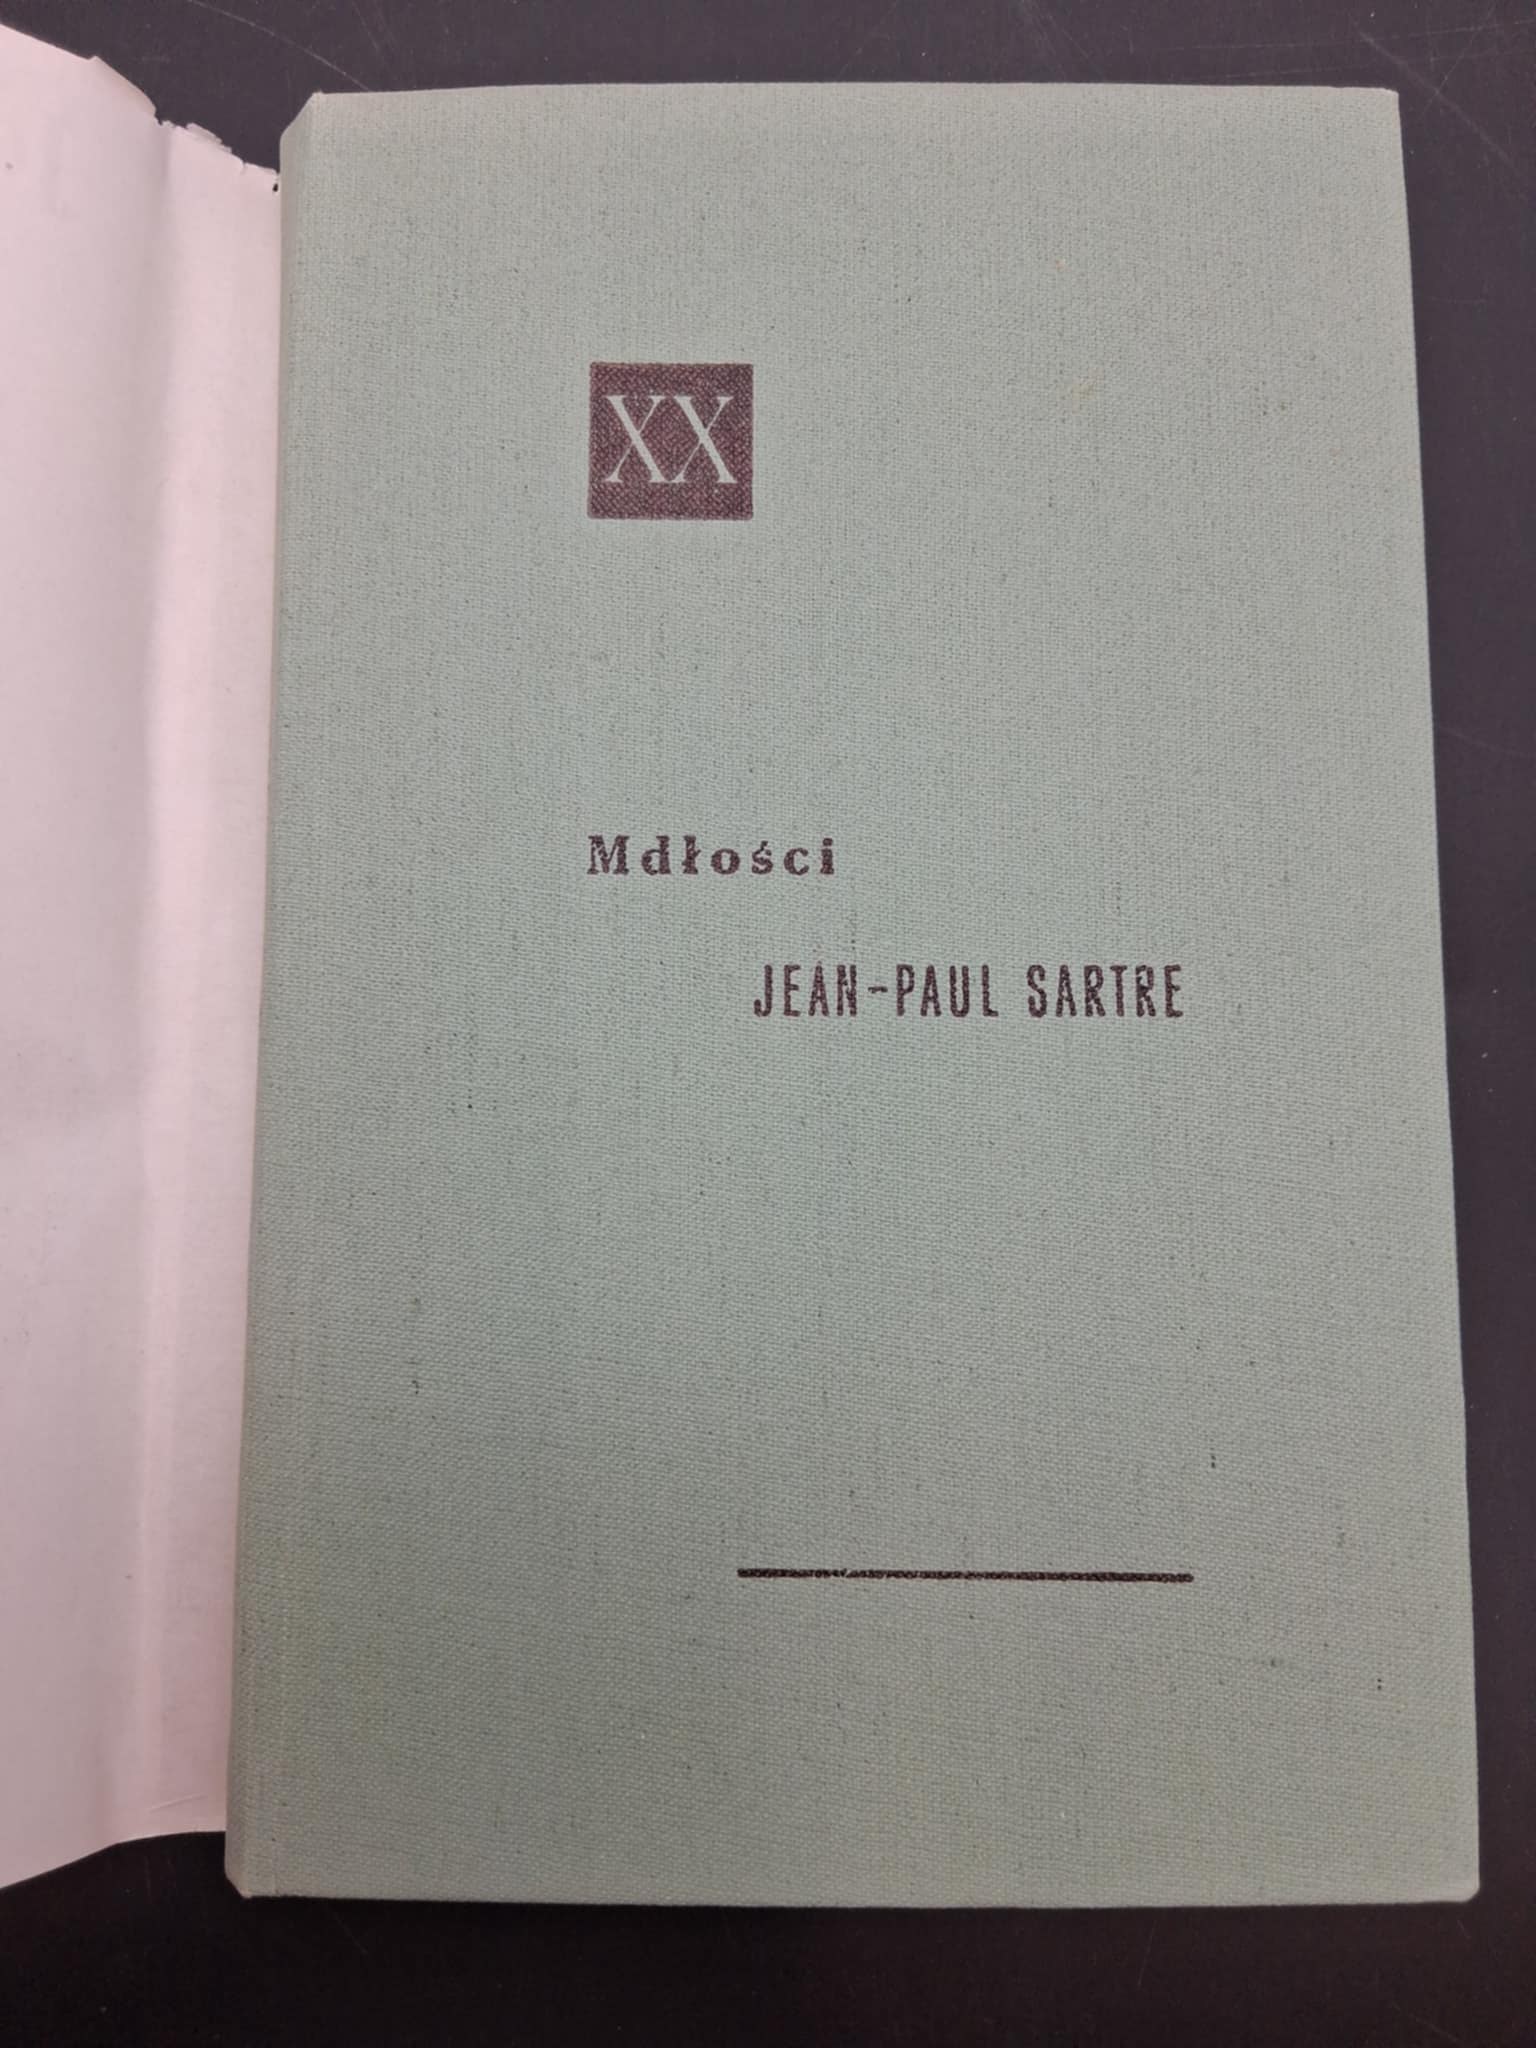 XX
Mdłości
JEAN-PAUL SARTRE